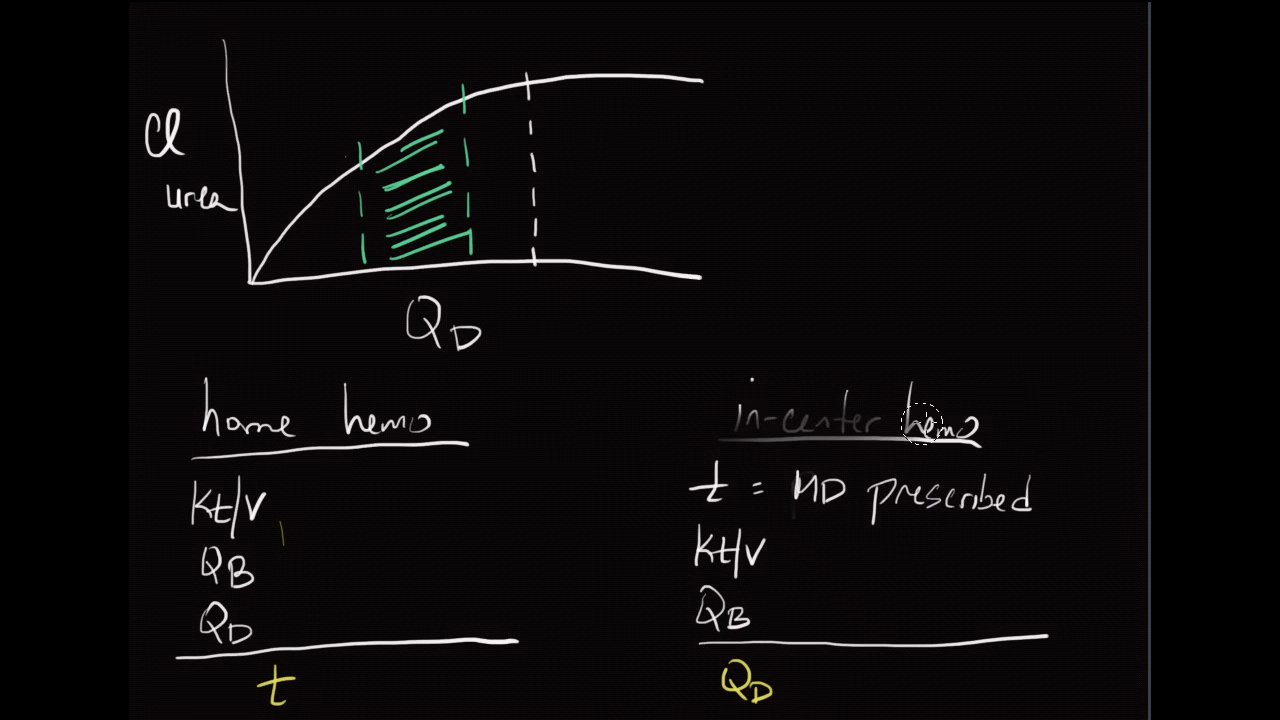 Cl
urea
QD
home hemo
Kt/V
QB
QD
t
in-center hemo
t = MD prescribed
Kt/V
QB
QD